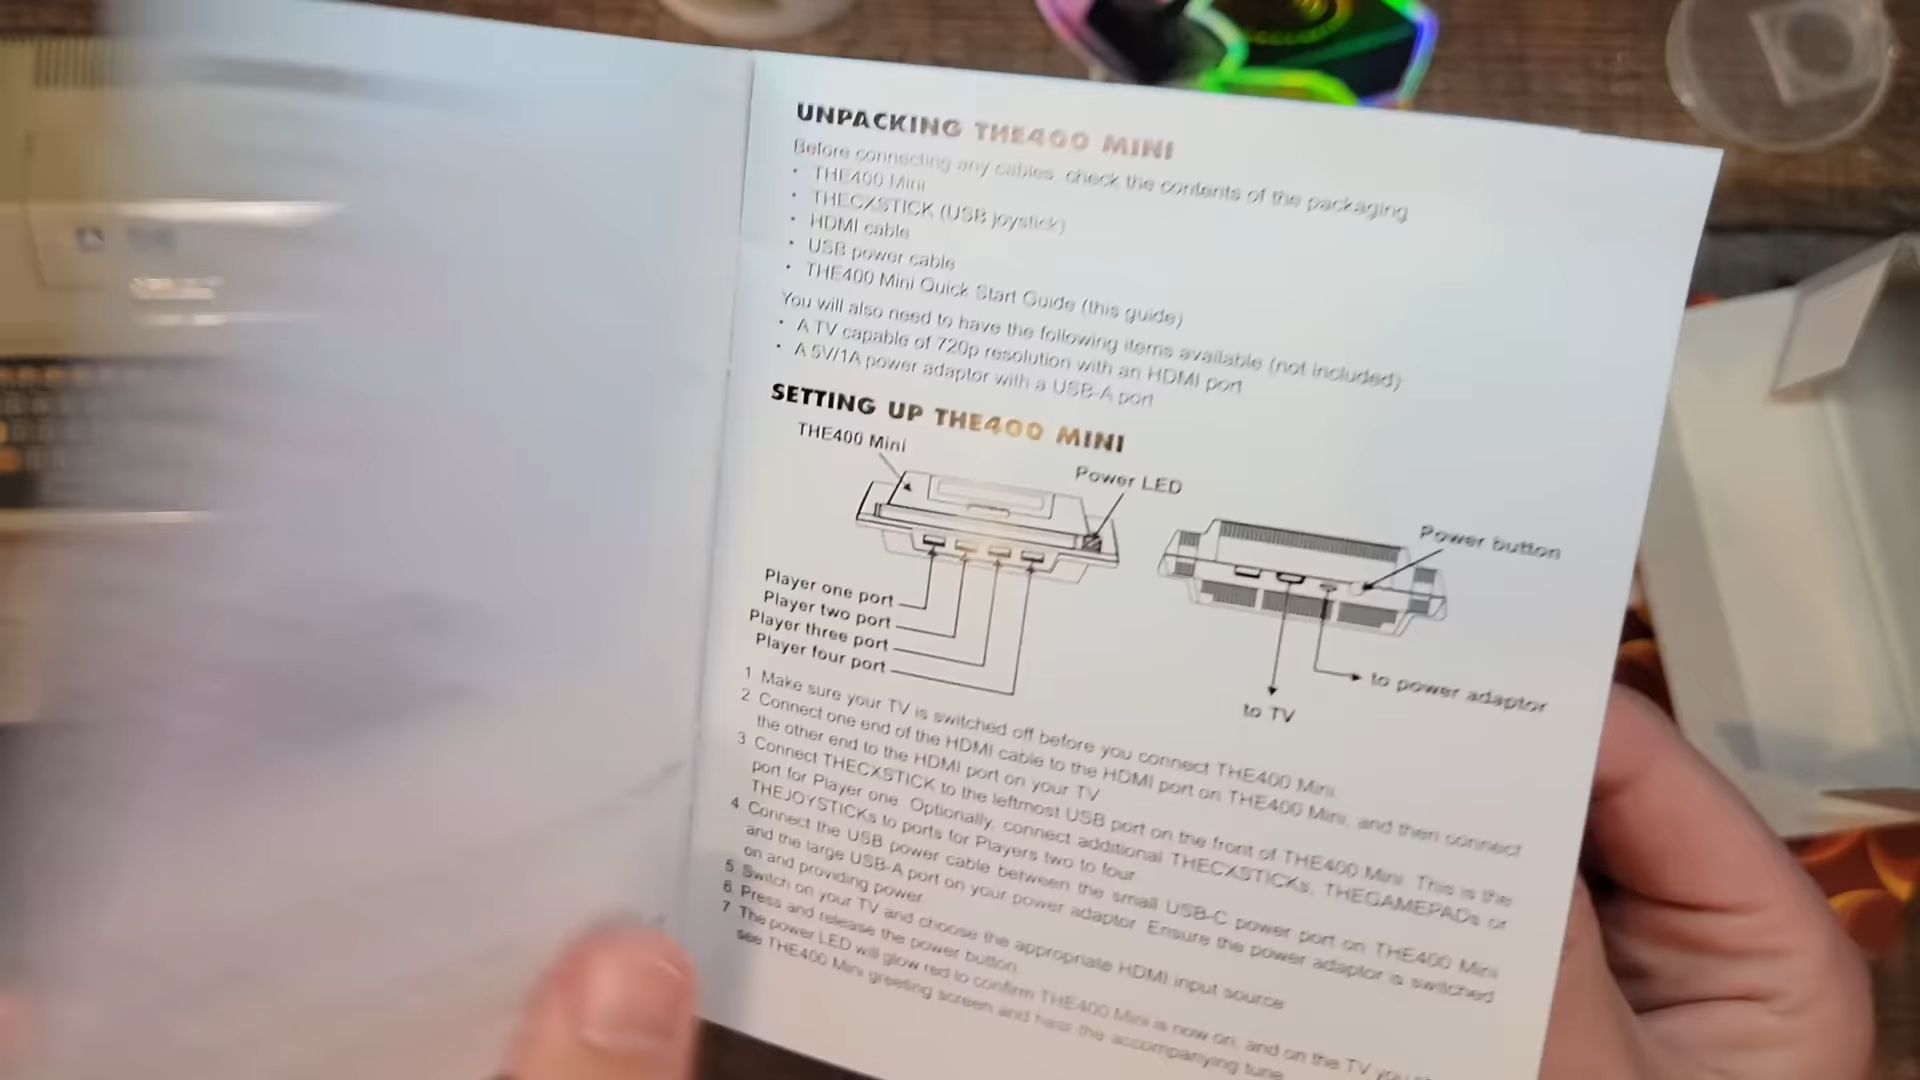 UNPACKING THE400 MINI
Before connecting any cables, check the contents of the packaging
• THE400 Mini
• THECXSTICK (USB joystick)
• HDMI cable
• USB power cable
• THE400 Mini Quick Start Guide (this guide)
You will also need to have the following items available (not included)
• A TV capable of 720p resolution with an HDMI port
• A 5V/1A power adaptor with a USB-A port
SETTING UP THE400 MINI
THE400 Mini
Power LED
Power button
Player one port
Player two port
Player three port
Player four port
to power adaptor
to TV
1 Make sure your TV is switched off before you connect THE400 Mini
2 Connect one end of the HDMI cable to the HDMI port on THE400 Mini, and then connect
the other end to the HDMI port on your TV
3 Connect THECXSTICK to the leftmost USB port on the front of THE400 Mini. This is the
port for Player one. Optionally, connect additional THECXSTICKs, THEGAMEPADs or
THEJOYSTICKs to ports for Players two to four
4 Connect the USB power cable between the small USB-C power port on THE400 Mini
and the large USB-A port on your power adaptor. Ensure the power adaptor is switched
on and providing power
5 Switch on your TV and choose the appropriate HDMI input source
6 Press and release the power button.
7 The power LED will glow red to confirm THE400 Mini is now on, and on the TV you
see THE400 Mini greeting screen and hear the accompanying tune